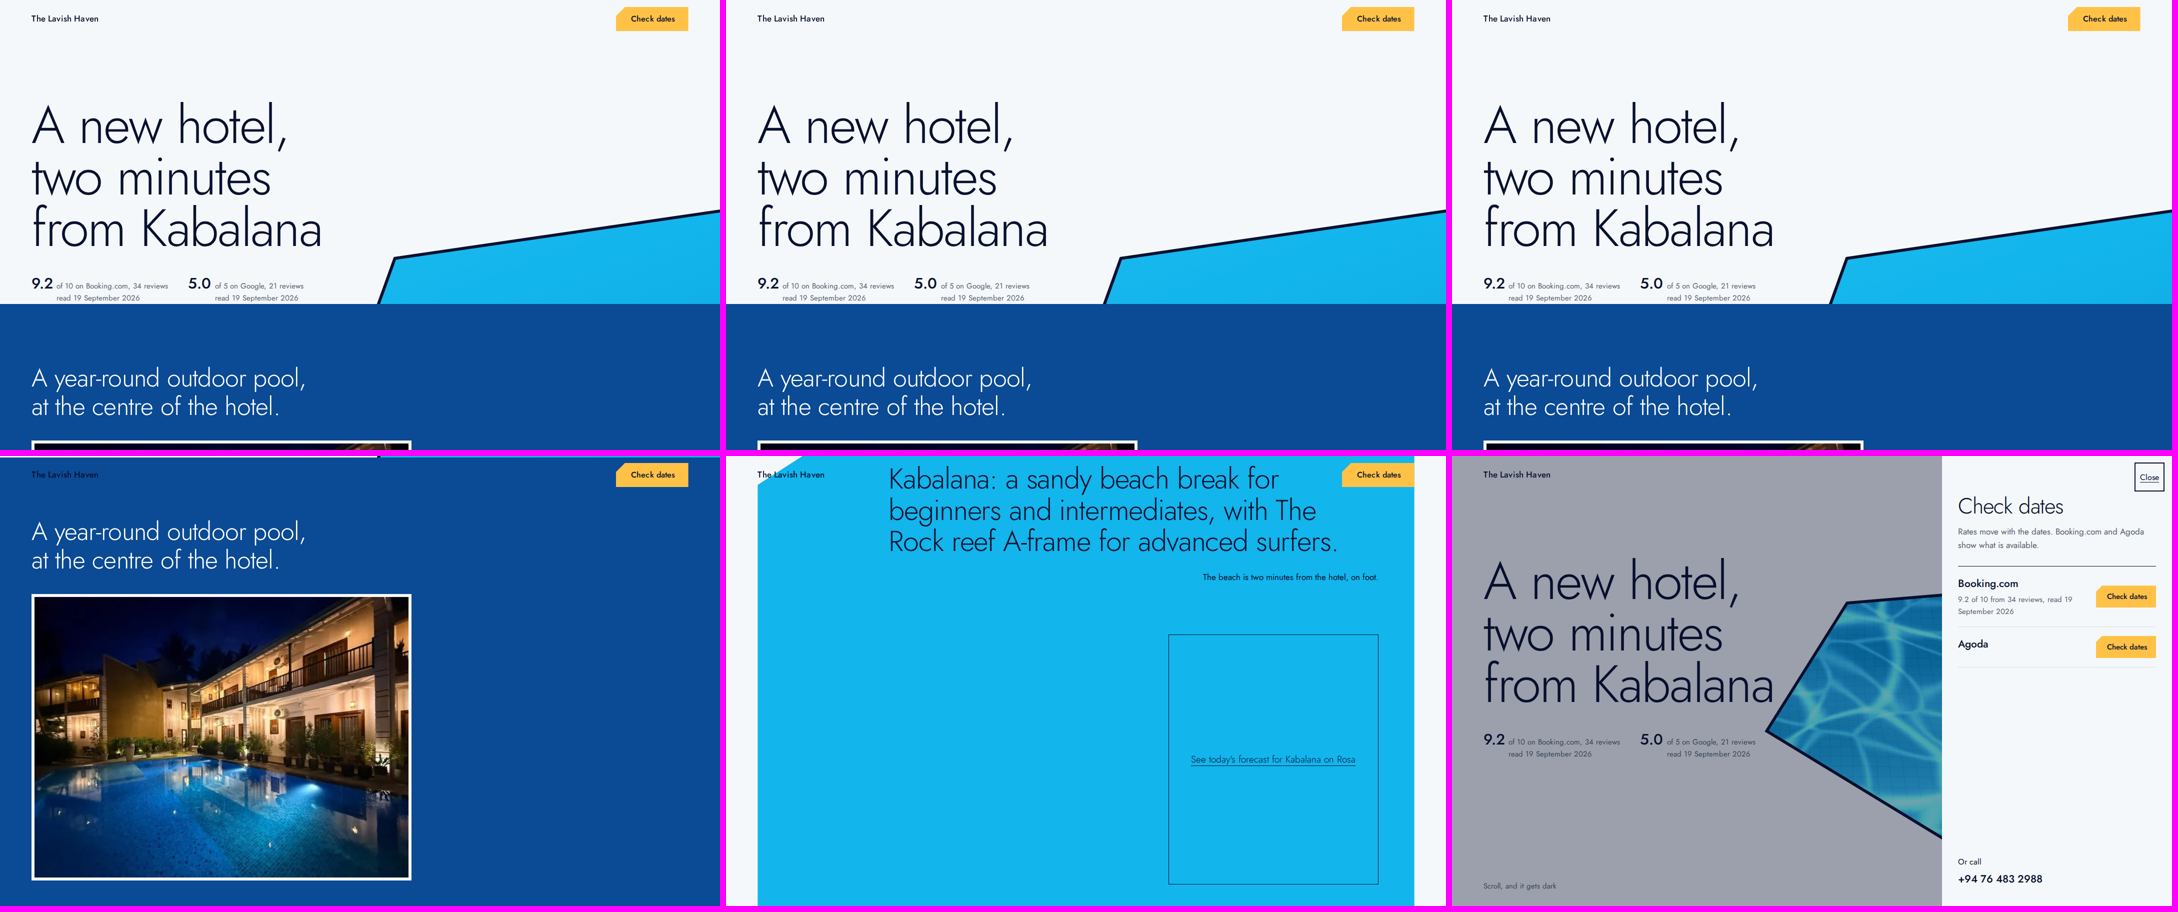 The Lavish Haven
Check dates
A new hotel,
two minutes
from Kabalana
9.2 of 10 on Booking.com, 34 reviews
read 19 September 2026
5.0 of 5 on Google, 21 reviews
read 19 September 2026
A year-round outdoor pool,
at the centre of the hotel.
The Lavish Haven
Check dates
A new hotel,
two minutes
from Kabalana
9.2 of 10 on Booking.com, 34 reviews
read 19 September 2026
5.0 of 5 on Google, 21 reviews
read 19 September 2026
A year-round outdoor pool,
at the centre of the hotel.
The Lavish Haven
Check dates
A new hotel,
two minutes
from Kabalana
9.2 of 10 on Booking.com, 34 reviews
read 19 September 2026
5.0 of 5 on Google, 21 reviews
read 19 September 2026
A year-round outdoor pool,
at the centre of the hotel.
The Lavish Haven
Check dates
A year-round outdoor pool,
at the centre of the hotel.
The Lavish Haven
Check dates
Kabalana: a sandy beach break for
beginners and intermediates, with The
Rock reef A-frame for advanced surfers.
The beach is two minutes from the hotel, on foot.
See today's forecast for Kabalana on Rosa
The Lavish Haven
A new hotel,
two minutes
from Kabalana
9.2 of 10 on Booking.com, 34 reviews
read 19 September 2026
5.0 of 5 on Google, 21 reviews
read 19 September 2026
Scroll, and it gets dark
Close
Check dates
Rates move with the dates. Booking.com and Agoda
show what is available.
Booking.com
9.2 of 10 from 34 reviews, read 19
September 2026
Check dates
Agoda
Check dates
Or call
+94 76 483 2988